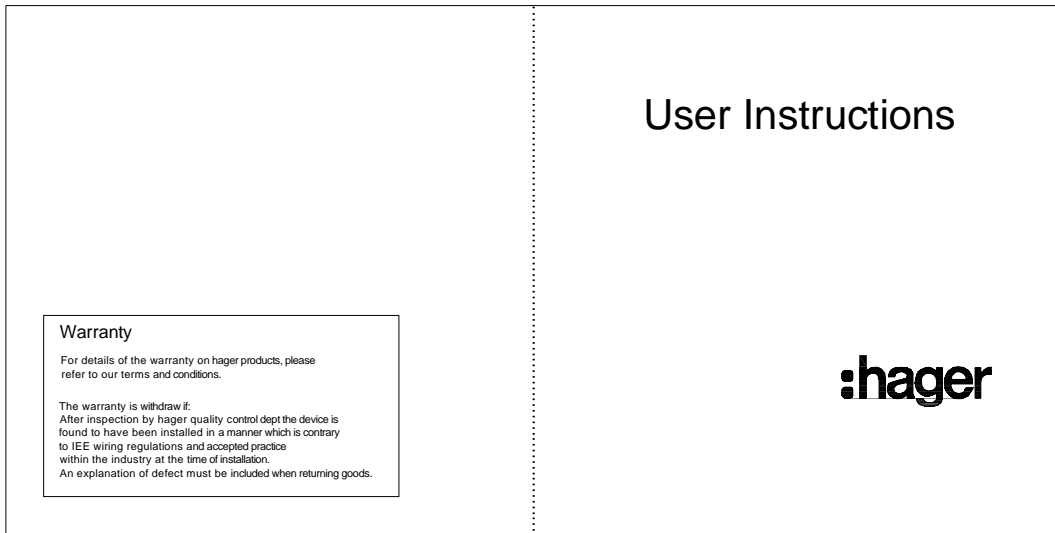 User Instructions
Warranty
For details of the warranty on hager products, please
refer to our terms and conditions.
The warranty is withdraw if:
After inspection by hager quality control dept the device is
found to have been installed in a manner which is contrary
to IEE wiring regulations and accepted practice
within the industry at the time of installation.
An explanation of defect must be included when returning goods.
:hager